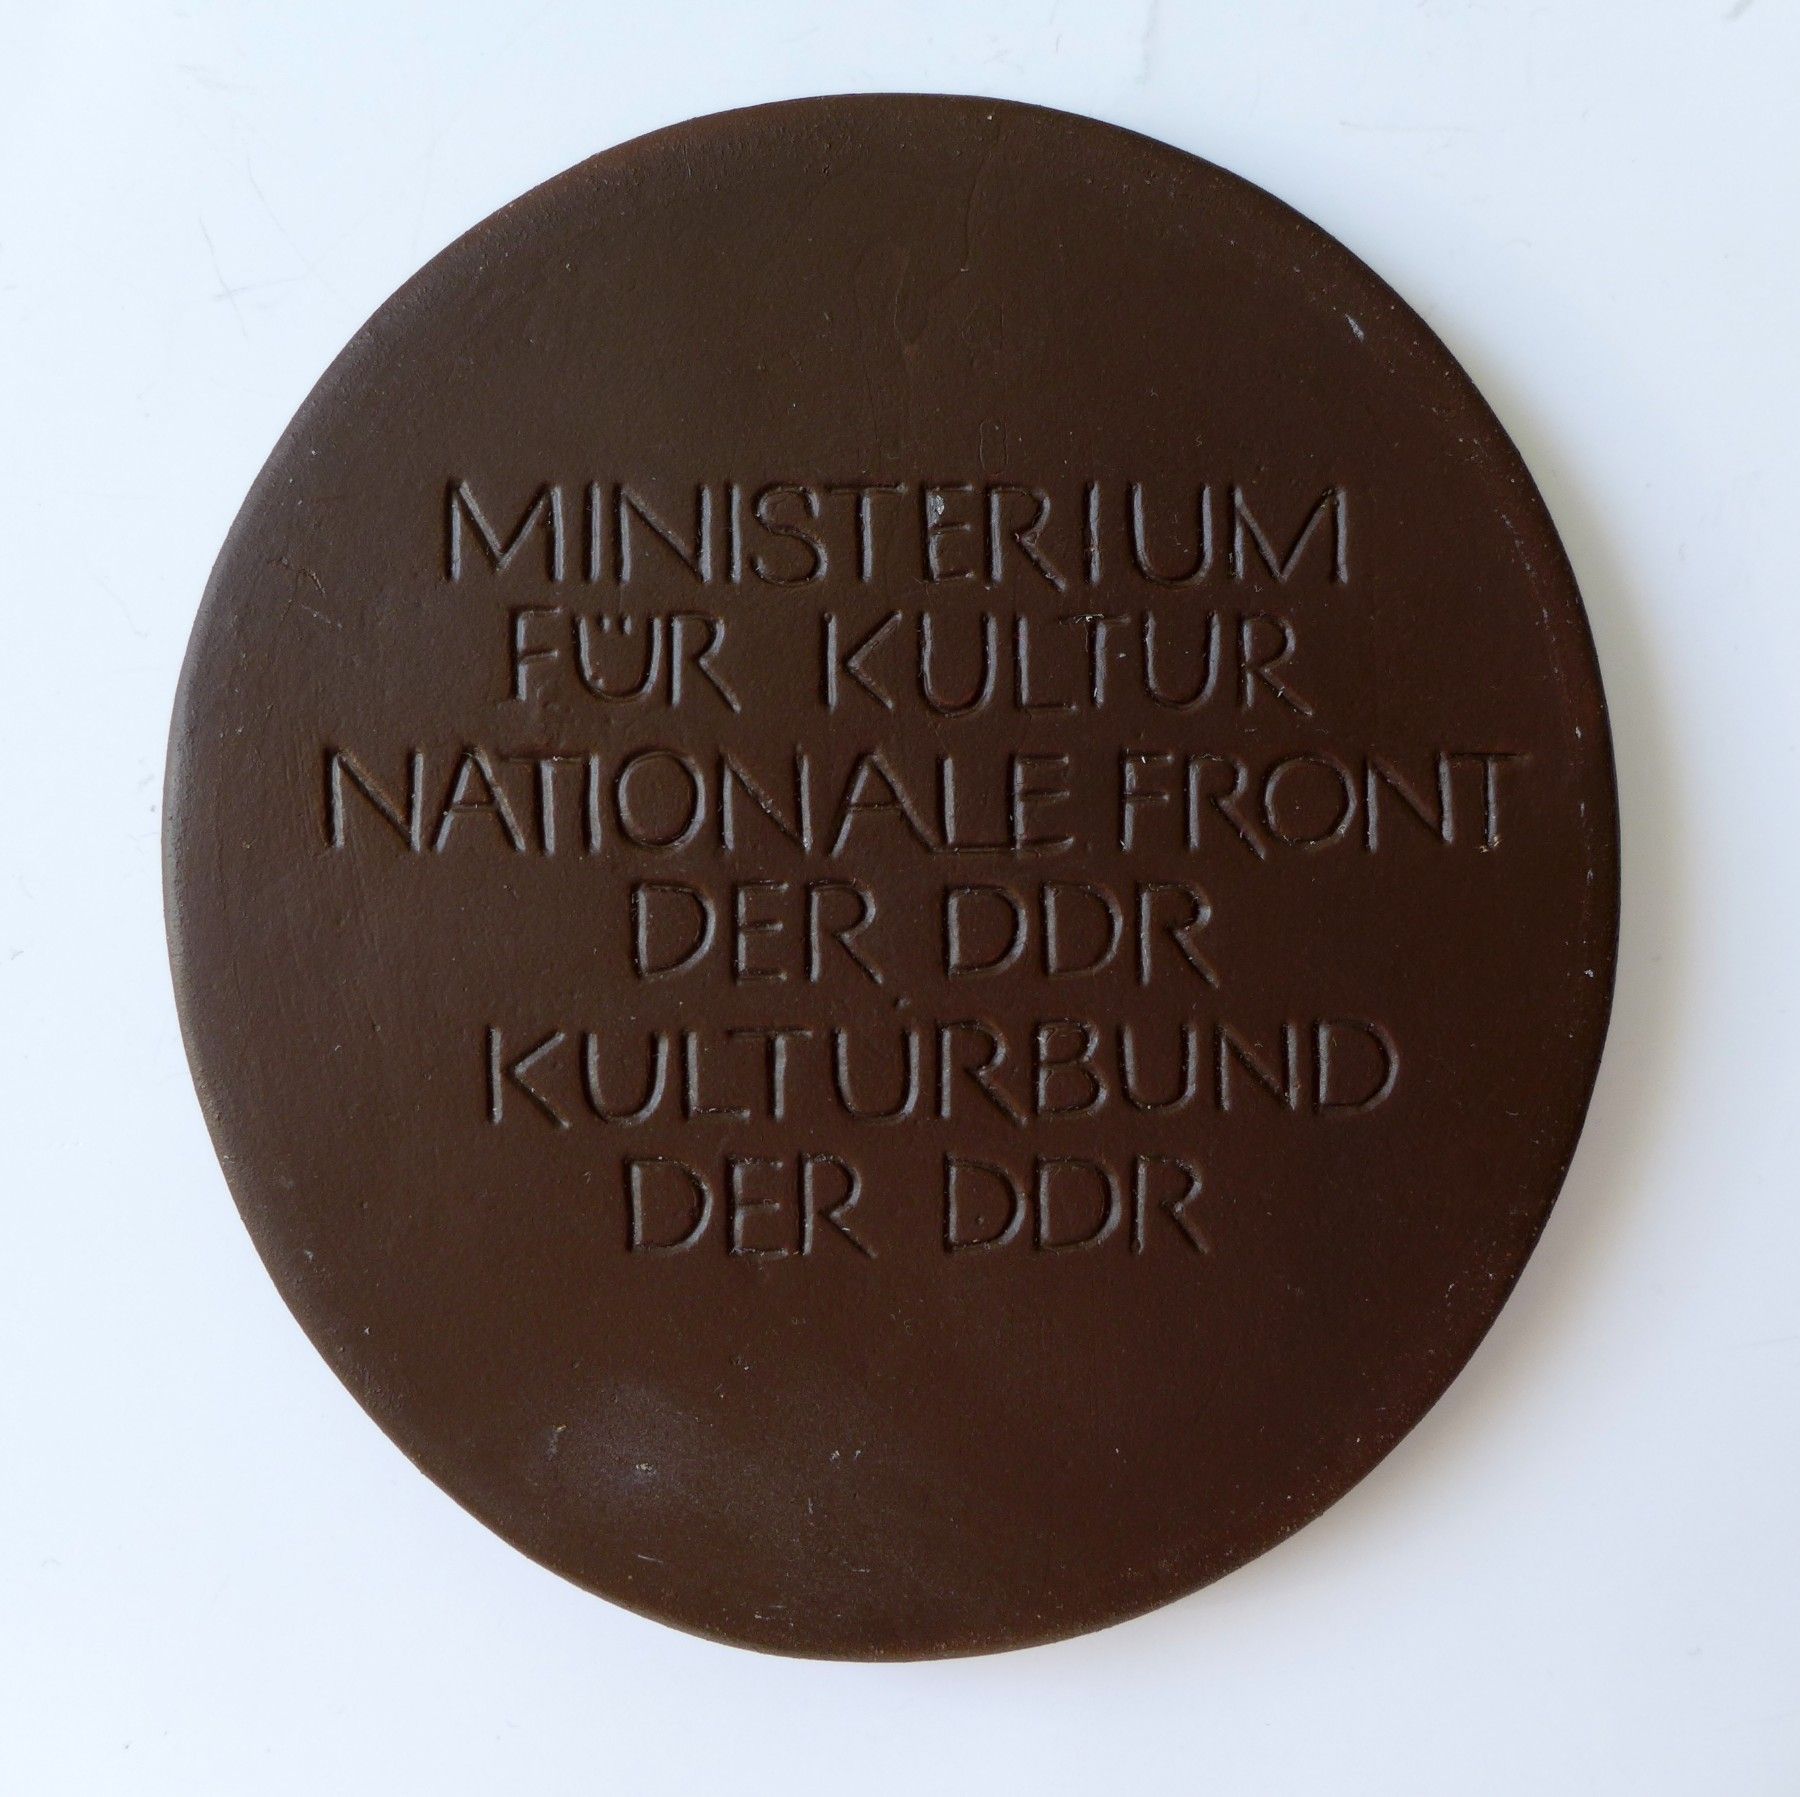 MINISTERIUM
FÜR KULTUR
NATIONALE FRONT
DER DDR
KULTURBUND
DER DDR